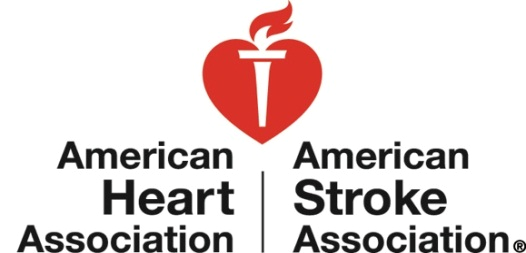 American
Heart
Association
American
Stroke
Association®